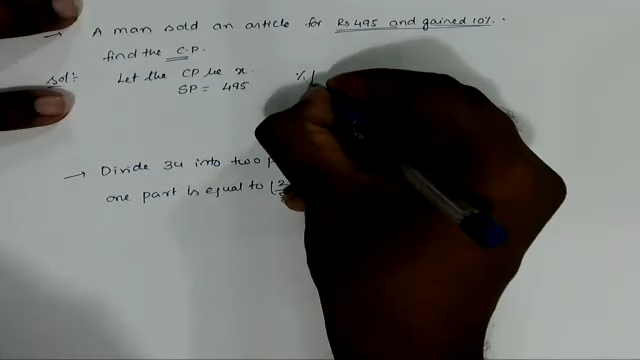 → A man sold an article for Rs 495 and gained 10%.
find the C.P.
Sol:- Let the CP be x.
SP = 495 %
→ Divide 34 into two
one part is equal to